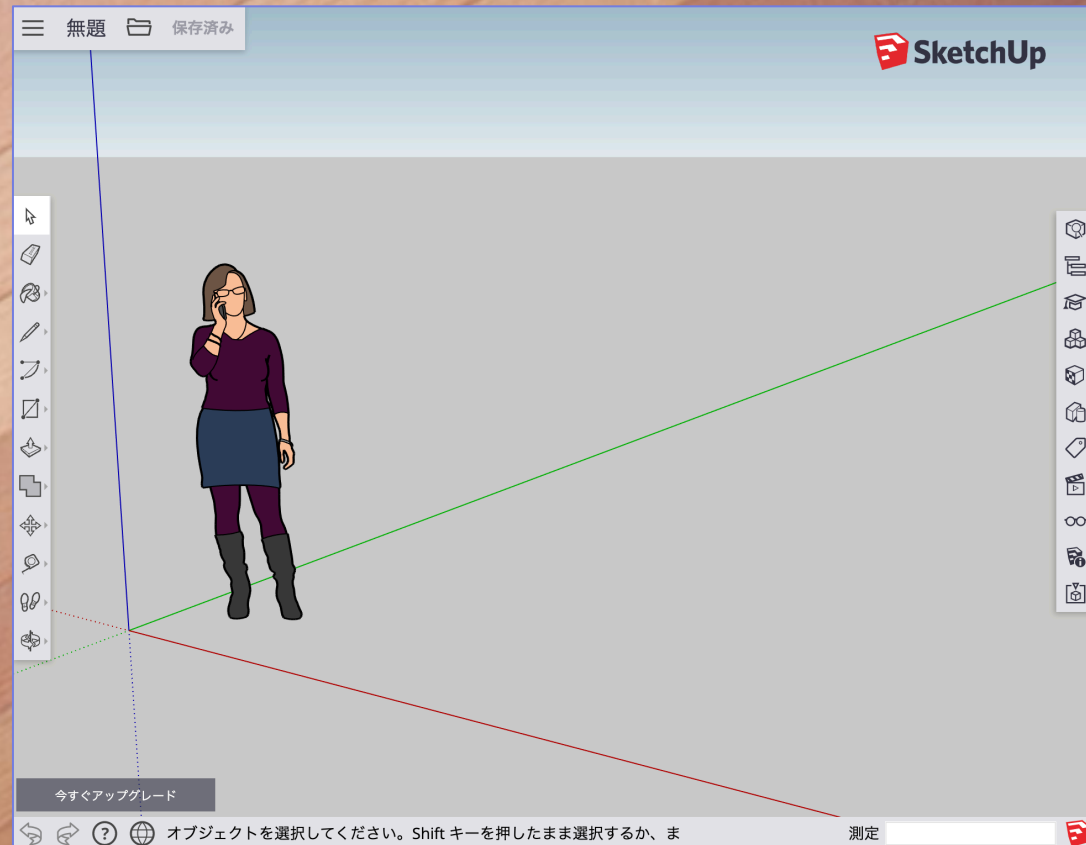 無題
保存済み
SketchUp
今すぐアップグレード
オブジェクトを選択してください。Shift キーを押したまま選択するか、ま
測定